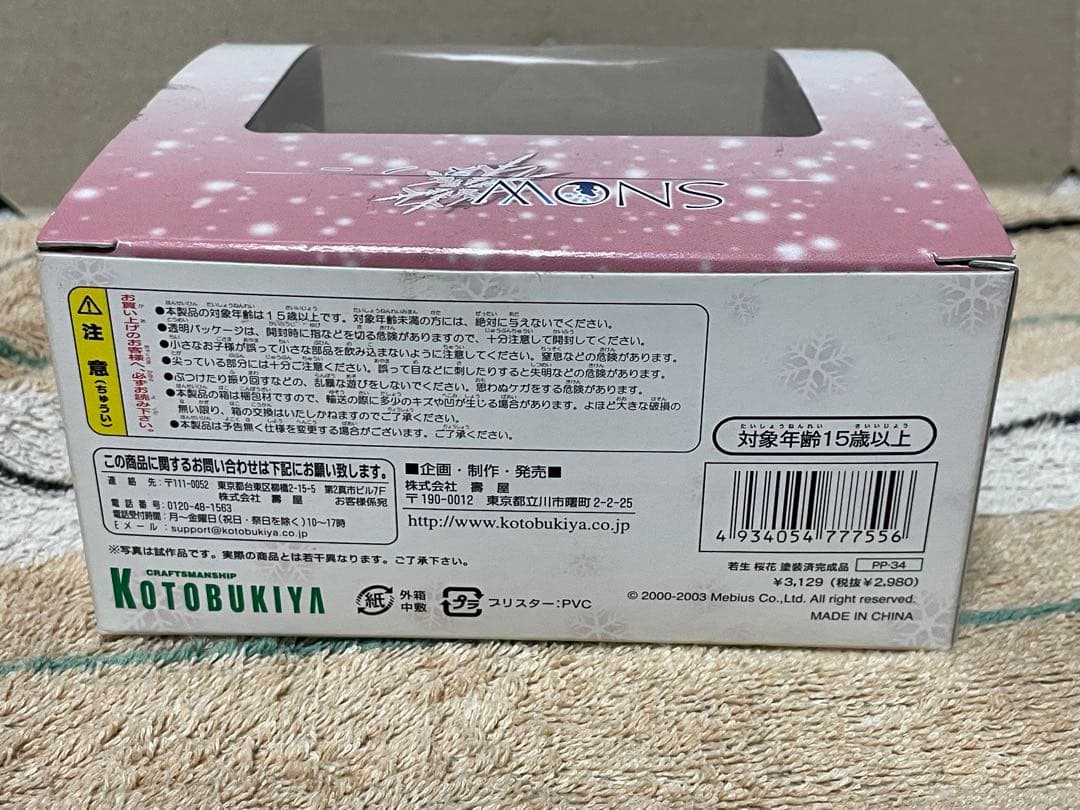 SNOW
注意(ちゅうい)
お買い上げのお客様へ必ずお読み下さい。
●本製品の対象年齢は15歳以上です。対象年齢未満の方には、絶対に与えないでください。
●透明パッケージは、開封時に指などを切る危険がありますので、十分注意して開封してください。
●小さなお子様が誤って小さな部品を飲み込まないように注意してください。窒息などの危険があります。
●尖っている部分には十分ご注意ください。誤って目などに刺したりすると失明などの危険があります。
●ぶつけたり振り回すなどの、乱暴な遊びをしないでください。思わぬケガをする危険があります。
●本製品の箱は梱包材ですので、輸送の際に多少のキズや凹が生じる場合があります。よほど大きな破損の
無い限り、箱の交換はいたしかねますのでご了承ください。
●本製品は予告無く仕様を変更する場合がございます。ご了承ください。
対象年齢15歳以上
この商品に関するお問い合わせは下記にお願い致します。
連絡先:〒111-0052 東京都台東区柳橋2-15-5 第2真市ビル7F
株式会社 壽屋 お客様係宛
電話番号:0120-48-1563
電話受付時間:月~金曜日(祝日・祭日を除く)10~17時
Eメール:support@kotobukiya.co.jp
■企画・制作・発売■
株式会社 壽屋
〒190-0012 東京都立川市曙町2-2-25
http://www.kotobukiya.co.jp
4 934054 777556
※写真は試作品です。実際の商品とは若干異なります。ご了承下さい。
若生 桜花 塗装済完成品 PP-34
¥3,129(税抜¥2,980)
CRAFTSMANSHIP
KOTOBUKIYA
紙 外箱
中敷
プラ ブリスター:PVC
© 2000-2003 Mebius Co.,Ltd. All right reserved.
MADE IN CHINA